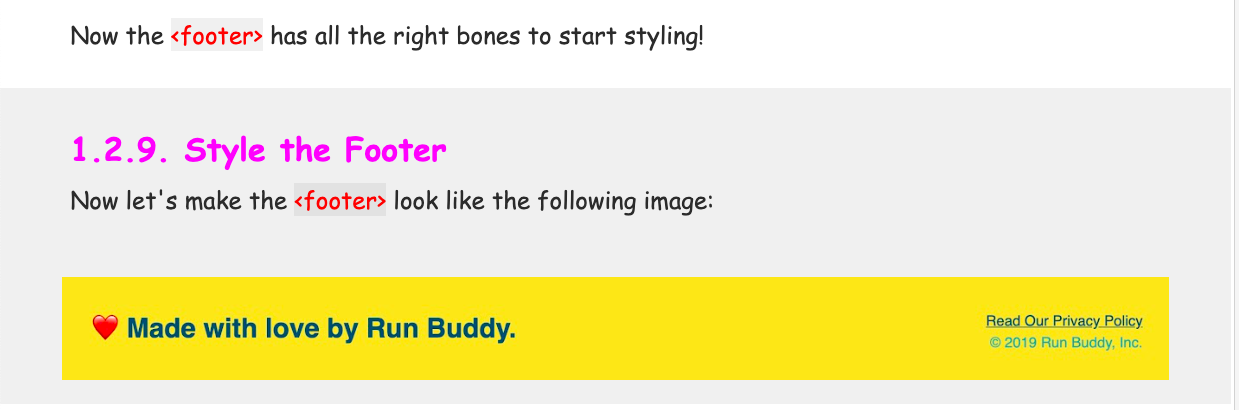 Now the <footer> has all the right bones to start styling!
1.2.9. Style the Footer
Now let's make the <footer> look like the following image:
❤️ Made with love by Run Buddy.
Read Our Privacy Policy
© 2019 Run Buddy, Inc.